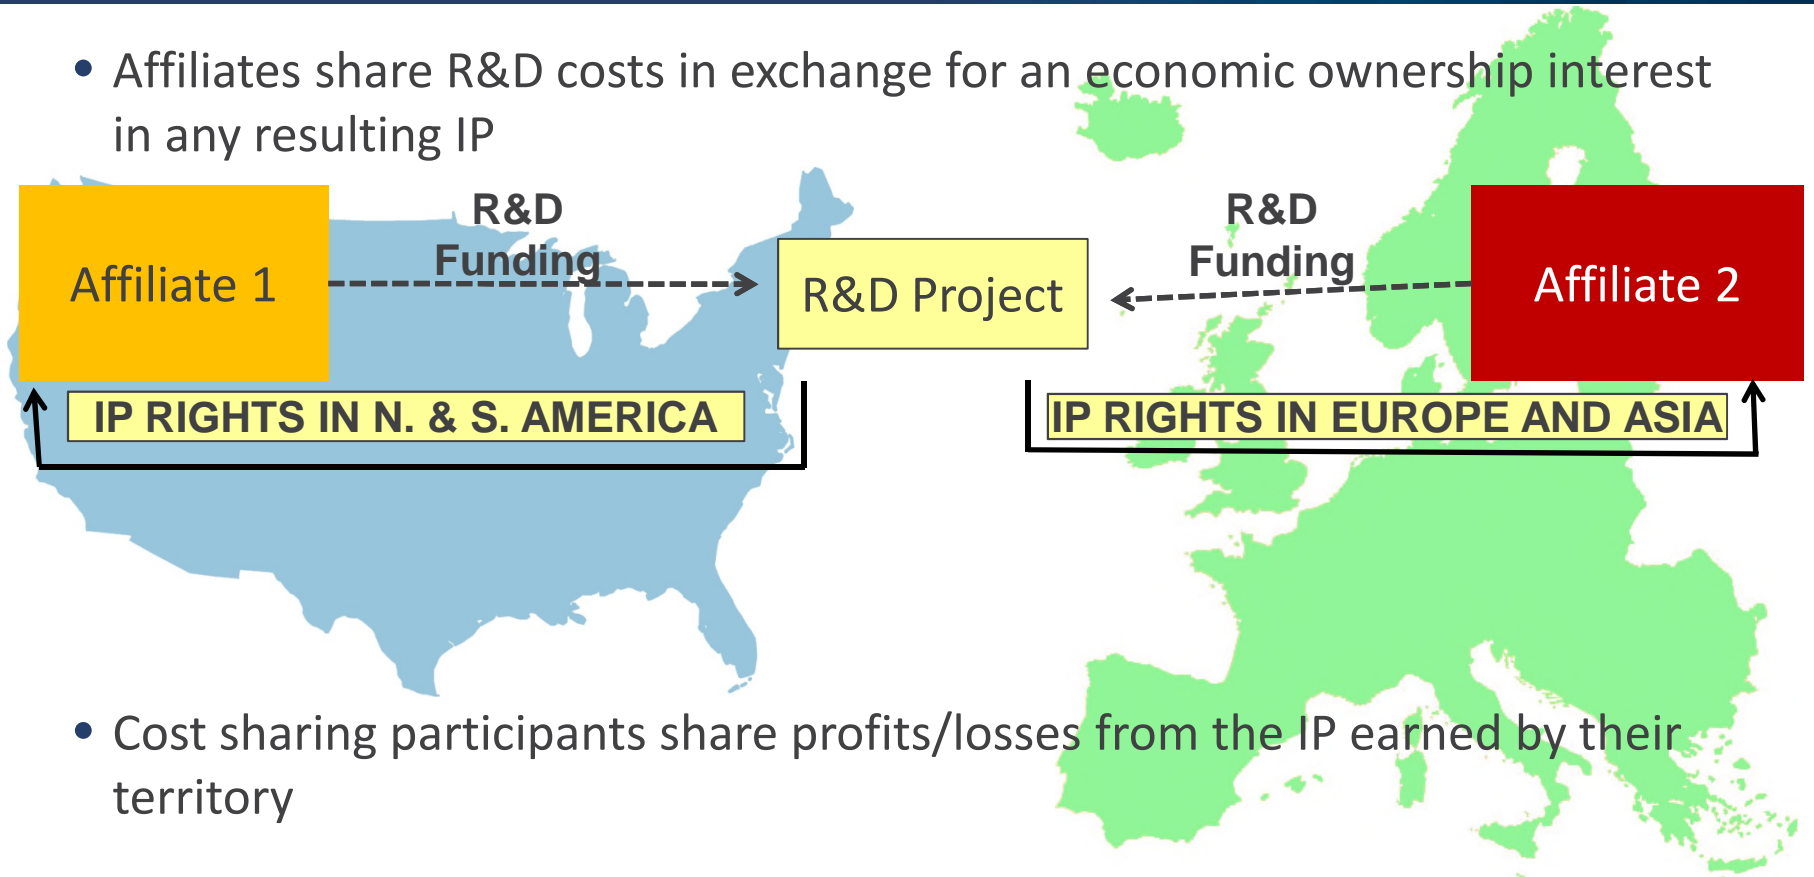 • Affiliates share R&D costs in exchange for an economic ownership interest
in any resulting IP
R&D
Funding
R&D
Funding
Affiliate 1
R&D Project
Affiliate 2
IP RIGHTS IN N. & S. AMERICA
IP RIGHTS IN EUROPE AND ASIA
• Cost sharing participants share profits/losses from the IP earned by their
territory